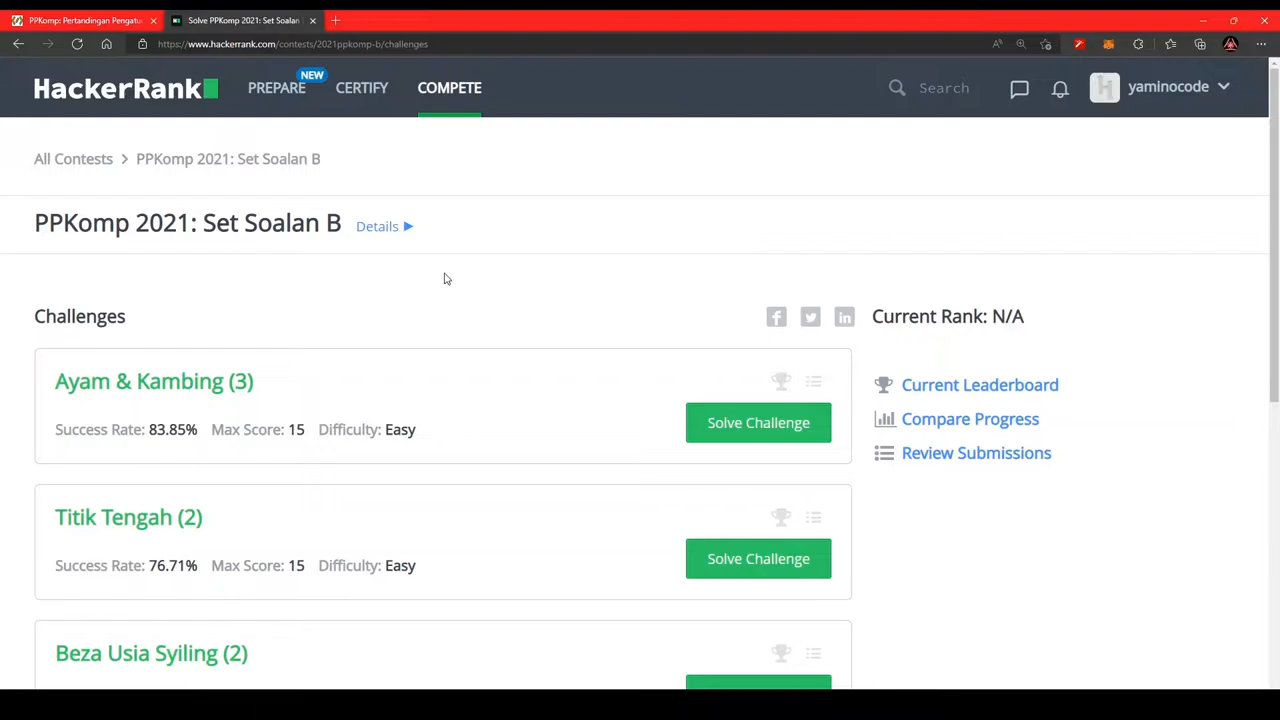 PPKomp: Pertandingan Pengatu
Solve PPKomp 2021: Set Soalan
https://www.hackerrank.com/contests/2021ppkomp-b/challenges
HackerRank
PREPARE
NEW
CERTIFY
COMPETE
Search
yaminocode
All Contests > PPKomp 2021: Set Soalan B
PPKomp 2021: Set Soalan B
Details
Challenges
Current Rank: N/A
Ayam & Kambing (3)
Success Rate: 83.85% Max Score: 15 Difficulty: Easy
Solve Challenge
Current Leaderboard
Compare Progress
Review Submissions
Titik Tengah (2)
Success Rate: 76.71% Max Score: 15 Difficulty: Easy
Solve Challenge
Beza Usia Syiling (2)